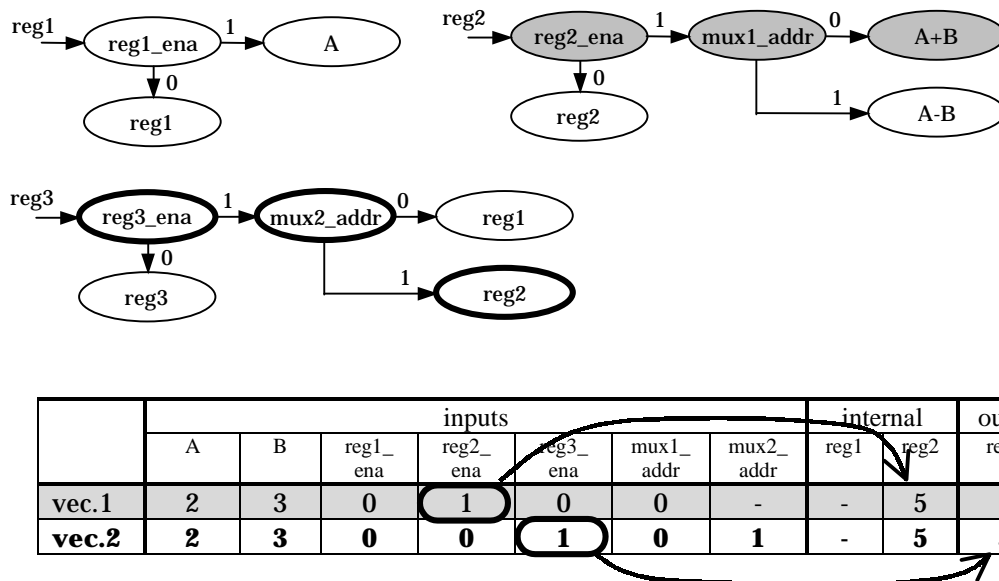 reg1
reg1_ena
1
A
0
reg1
reg2
reg2_ena
1
mux1_addr
0
A+B
0
reg2
1
A-B
reg3
reg3_ena
1
mux2_addr
0
reg1
0
reg3
1
reg2
inputs internal
A B reg1_ reg2_ reg3_ mux1_ mux2_ reg1 reg2
ena ena ena addr addr
vec.1 2 3 0 1 0 0 - - 5
vec.2 2 3 0 0 1 0 1 - 5